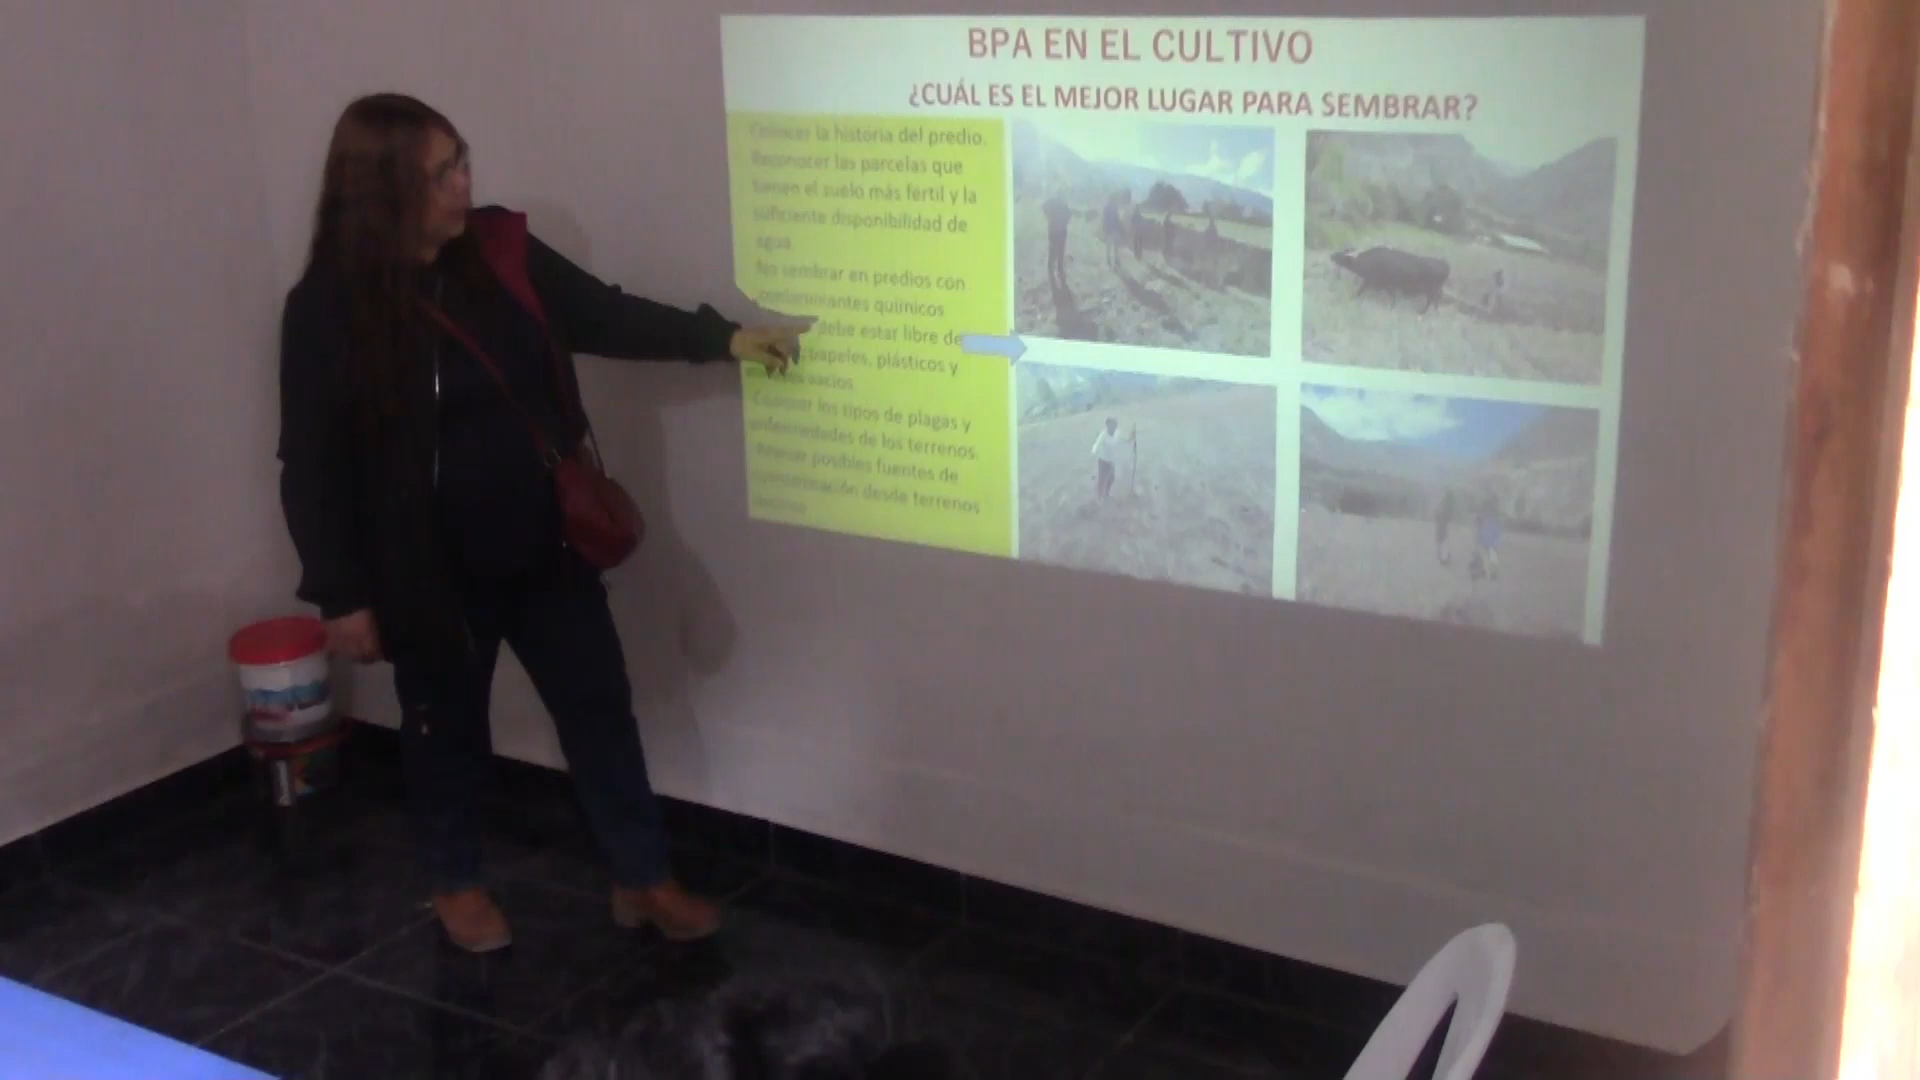 BPA EN EL CULTIVO
¿CUÁL ES EL MEJOR LUGAR PARA SEMBRAR?
Conocer la historia del predio.
Reconocer las parcelas que
tienen el suelo más fértil y la
suficiente disponibilidad de
agua.
No sembrar en predios con
contaminantes químicos
debe estar libre de
papeles, plásticos y
vacios
Conocer los tipos de plagas y
enfermedades de los terrenos.
posibles fuentes de
contaminación desde terrenos